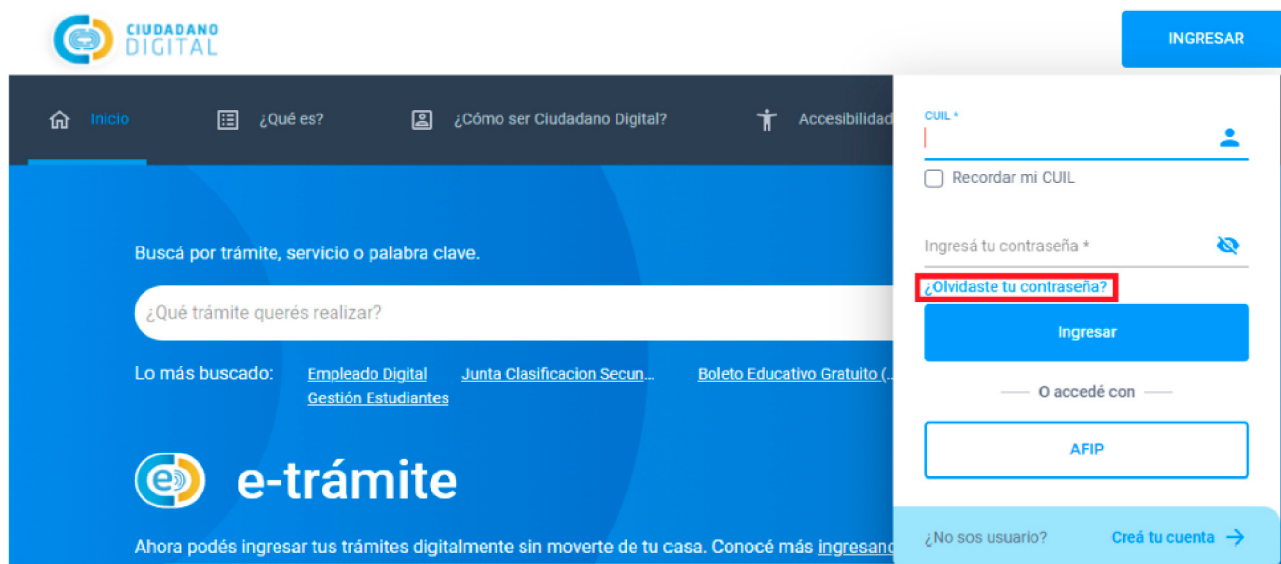 CIUDADANO
DIGITAL
INGRESAR
Inicio
¿Qué es?
¿Cómo ser Ciudadano Digital?
Accesibilidad
CUIL *
Recordar mi CUIL
Buscá por trámite, servicio o palabra clave.
Ingresá tu contraseña *
¿Olvidaste tu contraseña?
¿Qué trámite querés realizar?
Ingresar
Lo más buscado:
Empleado Digital
Junta Clasificacion Secun...
Boleto Educativo Gratuito (...
Gestión Estudiantes
O accedé con
AFIP
e-trámite
Ahora podés ingresar tus trámites digitalmente sin moverte de tu casa. Conocé más ingresand
¿No sos usuario?
Creá tu cuenta